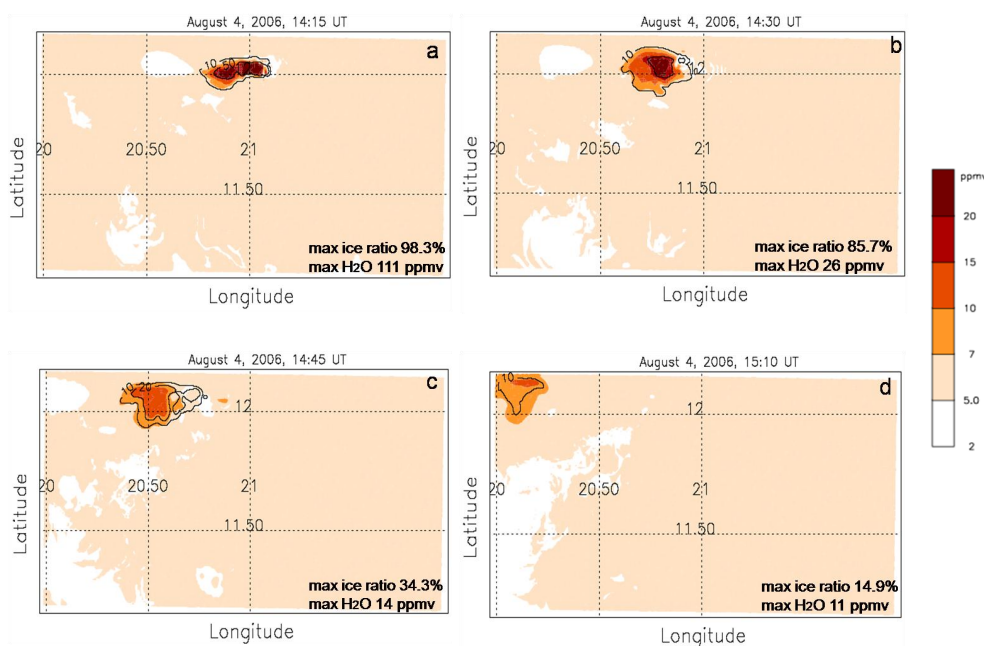 August 4, 2006, 14:15 UT
a
10
50
20
20.50
21
11.50
Latitude
max ice ratio 98.3%
max H2O 111 ppmv
Longitude
August 4, 2006, 14:30 UT
b
10
12
20
20.50
21
11.50
Latitude
max ice ratio 85.7%
max H2O 26 ppmv
Longitude
ppmv
20
15
10
7
5.0
2
August 4, 2006, 14:45 UT
c
10
20
12
20
20.50
21
11.50
Latitude
max ice ratio 34.3%
max H2O 14 ppmv
Longitude
August 4, 2006, 15:10 UT
d
10
12
20
20.50
21
11.50
Latitude
max ice ratio 14.9%
max H2O 11 ppmv
Longitude